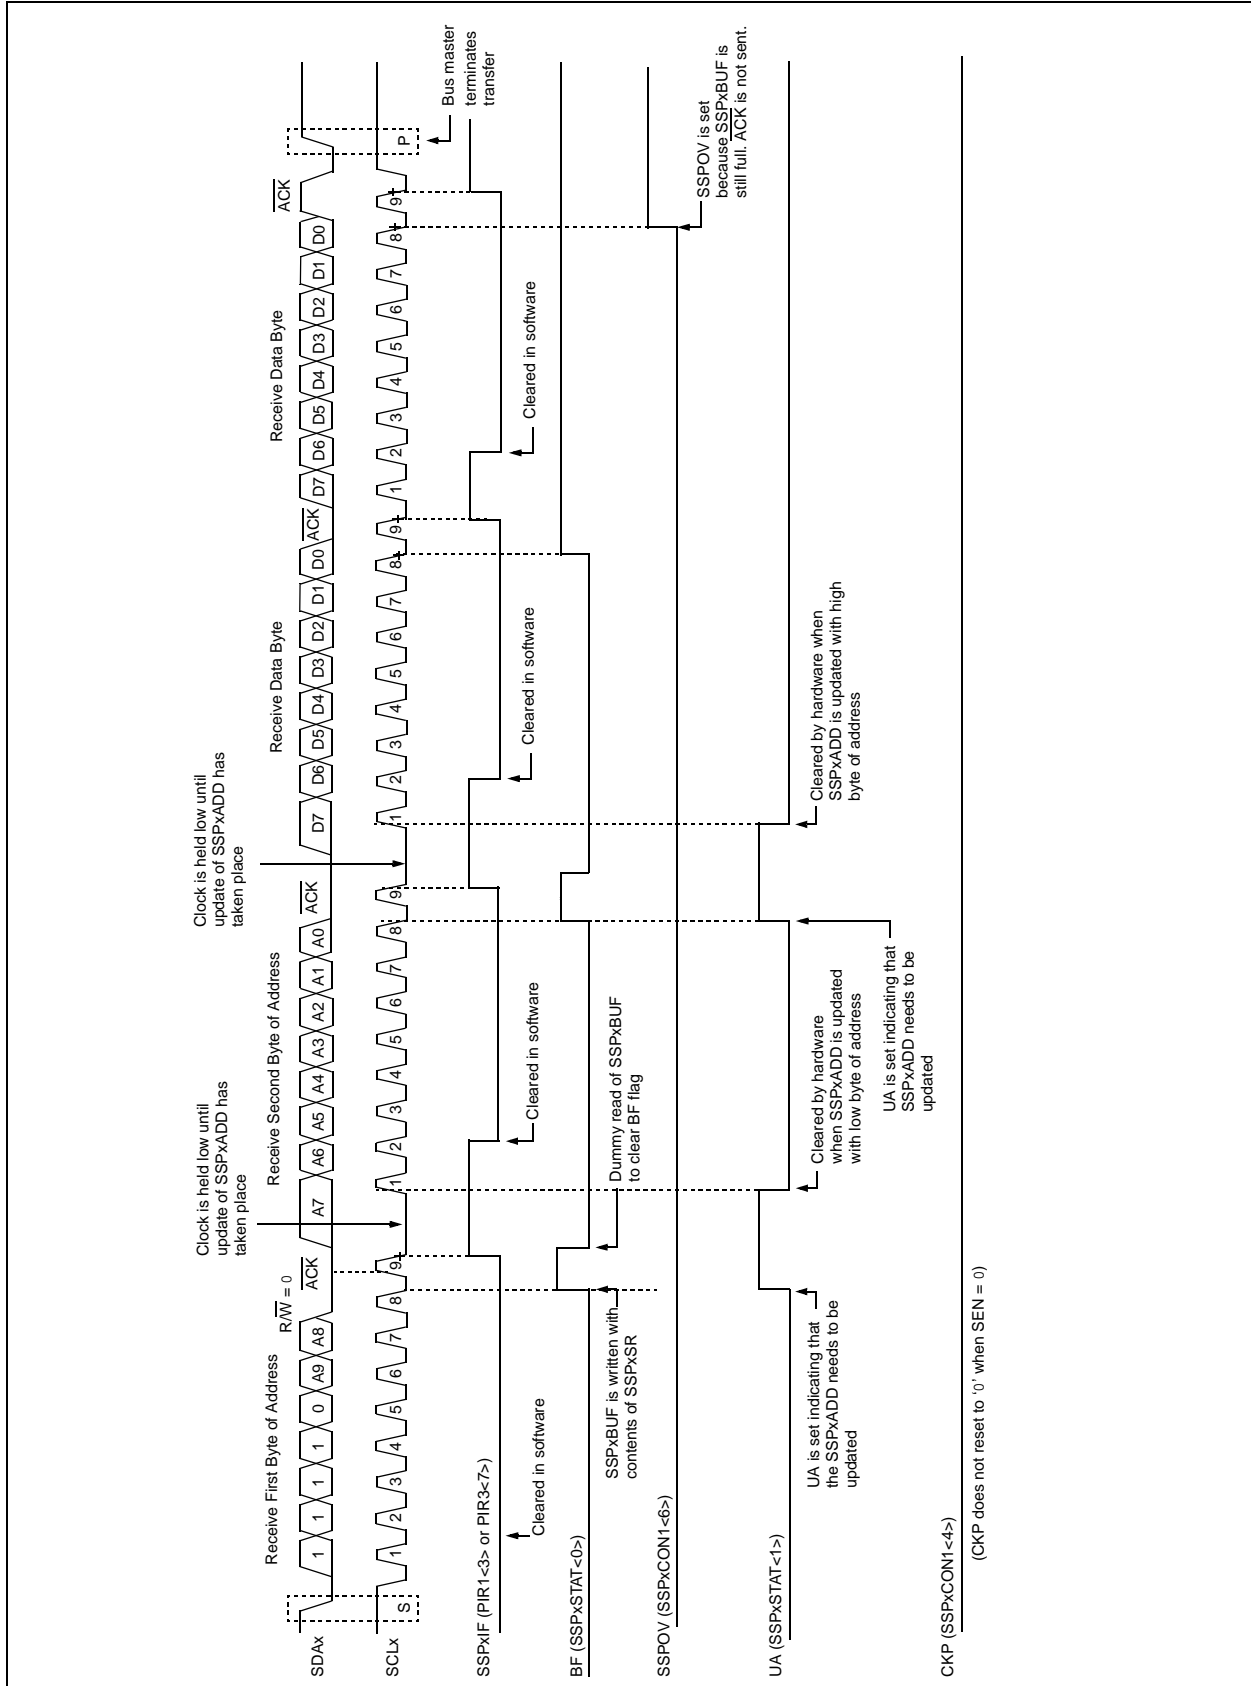 Receive First Byte of Address
R/W = 0
Receive Second Byte of Address
Clock is held low until
update of SSPxADD has
taken place
Clock is held low until
update of SSPxADD has
taken place
Receive Data Byte
Receive Data Byte
ACK
SDAx
1 1 1 1 0 A9 A8 ACK A7 A6 A5 A4 A3 A2 A1 A0 ACK D7 D6 D5 D4 D3 D2 D1 D0 ACK D7 D6 D5 D4 D3 D2 D1 D0
SCLx
S 1 2 3 4 5 6 7 8 9 1 2 3 4 5 6 7 8 9 1 2 3 4 5 6 7 8 9 1 2 3 4 5 6 7 8 9 P
Bus master
terminates
transfer
SSPxIF (PIR1<3> or PIR3<7>)
Cleared in software
Cleared in software
Cleared in software
Cleared in software
BF (SSPxSTAT<0>)
SSPxBUF is written with
contents of SSPxSR
Dummy read of SSPxBUF
to clear BF flag
SSPOV (SSPxCON1<6>)
SSPOV is set
because SSPxBUF is
still full. ACK is not sent.
UA (SSPxSTAT<1>)
UA is set indicating that
the SSPxADD needs to be
updated
Cleared by hardware
when SSPxADD is updated
with low byte of address
UA is set indicating that
SSPxADD needs to be
updated
Cleared by hardware when
SSPxADD is updated with high
byte of address
CKP (SSPxCON1<4>)
(CKP does not reset to ‘0’ when SEN = 0)